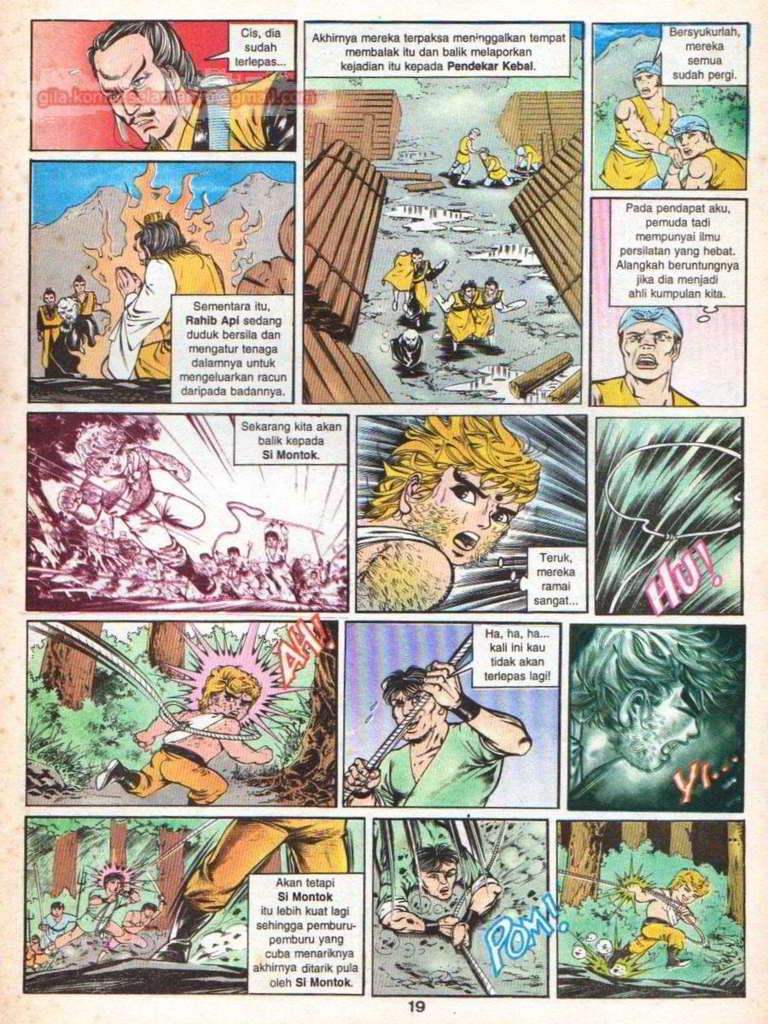 Cis, dia
sudah
terlepas...
Akhirnya mereka terpaksa meninggalkan tempat
membalak itu dan balik melaporkan
kejadian itu kepada Pendekar Kebal.
Bersyukurlah,
mereka
semua
sudah pergi.
Sementara itu,
Rahib Api sedang
duduk bersila dan
mengatur tenaga
dalamnya untuk
mengeluarkan racun
daripada badannya.
Pada pendapat aku,
pemuda tadi
mempunyai ilmu
persilatan yang hebat.
Alangkah beruntungnya
jika dia menjadi
ahli kumpulan kita.
Sekarang kita akan
balik kepada
Si Montok.
Teruk,
mereka
ramai
sangat...
HU!
AH!
Ha, ha, ha...
kali ini kau
tidak akan
terlepas lagi!
YI...
Akan tetapi
Si Montok
itu lebih kuat lagi
sehingga pemburu-
pemburu yang
cuba menariknya
akhirnya ditarik pula
oleh Si Montok.
POM!
19